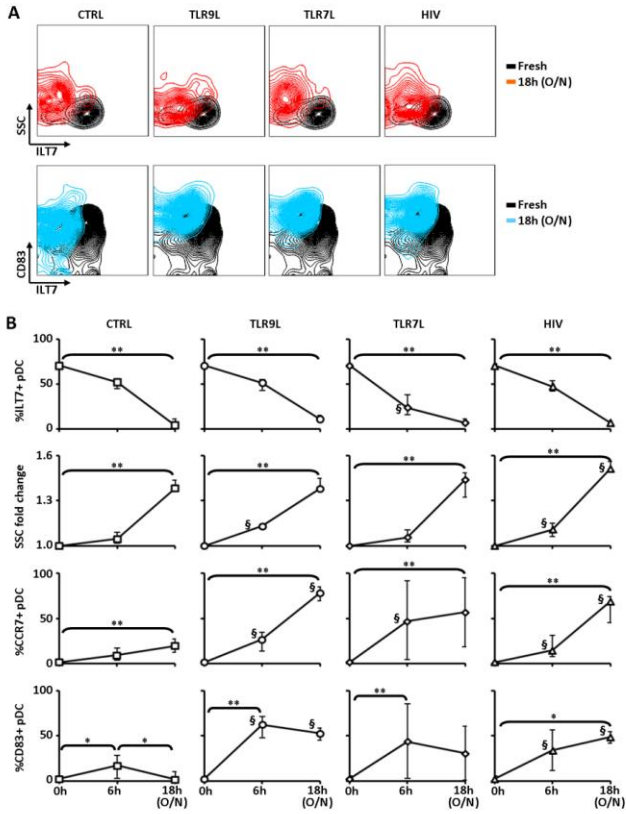 A
CTRL TLR9L TLR7L HIV
SSC
ILT7
Fresh
18h (O/N)
CD83
ILT7
Fresh
18h (O/N)
B
CTRL TLR9L TLR7L HIV
%ILT7+ pDC
100
50
0
** ** ** **
§
SSC fold change
1.6
1.3
1.0
** ** ** **
§ § §
%CCR7+ pDC
100
50
0
** ** ** **
§ § § § §
%CD83+ pDC
100
50
0
* * ** ** *
§ § § §
0h 6h 18h 0h 6h 18h 0h 6h 18h 0h 6h 18h
(O/N) (O/N) (O/N) (O/N)